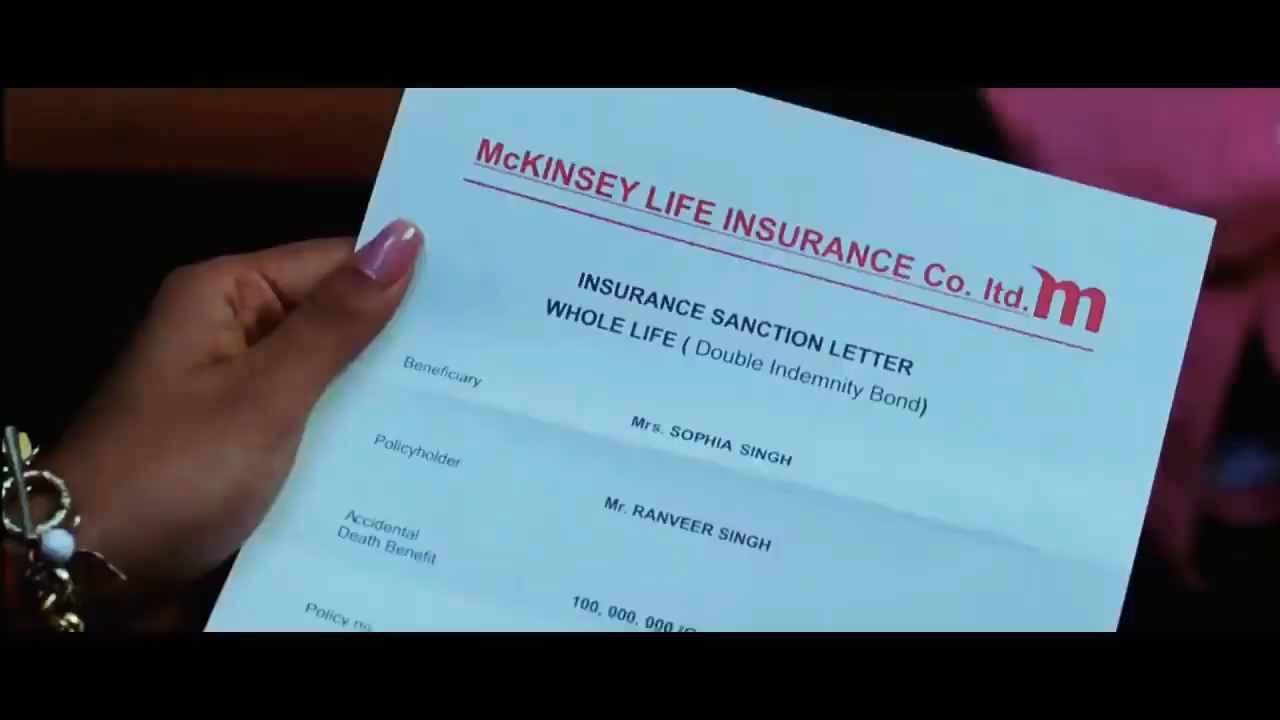 McKINSEY LIFE INSURANCE Co. ltd. m
INSURANCE SANCTION LETTER
WHOLE LIFE ( Double Indemnity Bond)
Beneficiary
Mrs. SOPHIA SINGH
Policyholder
Mr. RANVEER SINGH
Accidental
Death Benefit
100, 000, 000
Policy